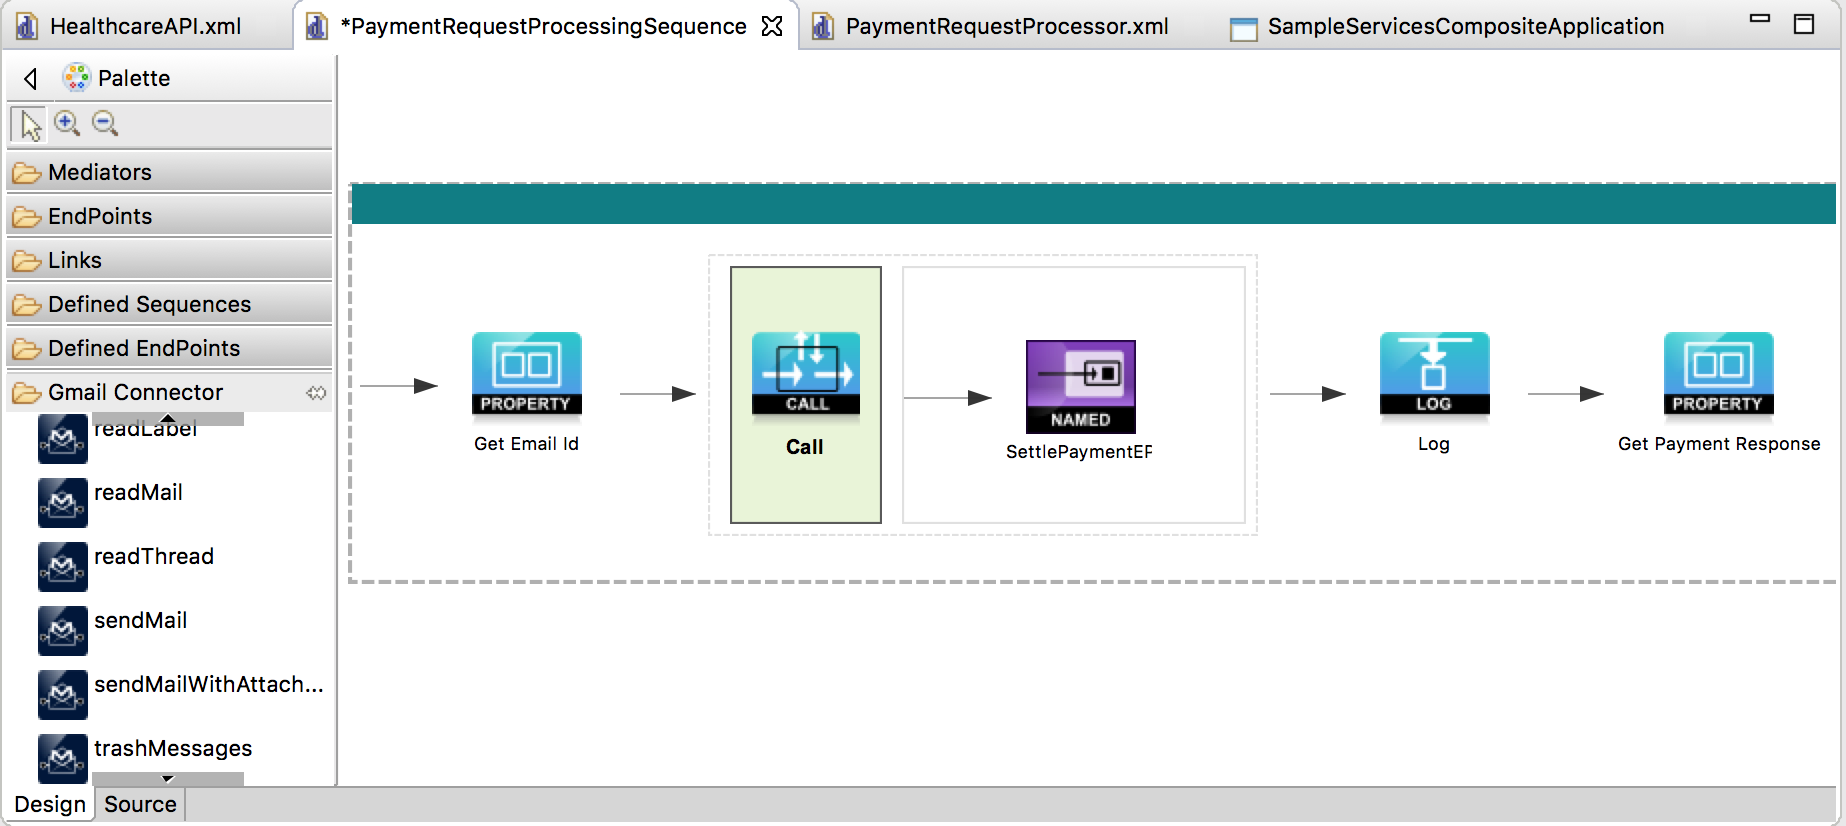 HealthcareAPI.xml
*PaymentRequestProcessingSequence
PaymentRequestProcessor.xml
SampleServicesCompositeApplication
Palette
Mediators
EndPoints
Links
Defined Sequences
Defined EndPoints
Gmail Connector
readLabel
readMail
readThread
sendMail
sendMailWithAttach...
trashMessages
Design
Source
PROPERTY
Get Email Id
CALL
Call
NAMED
SettlePaymentEP
LOG
Log
PROPERTY
Get Payment Response